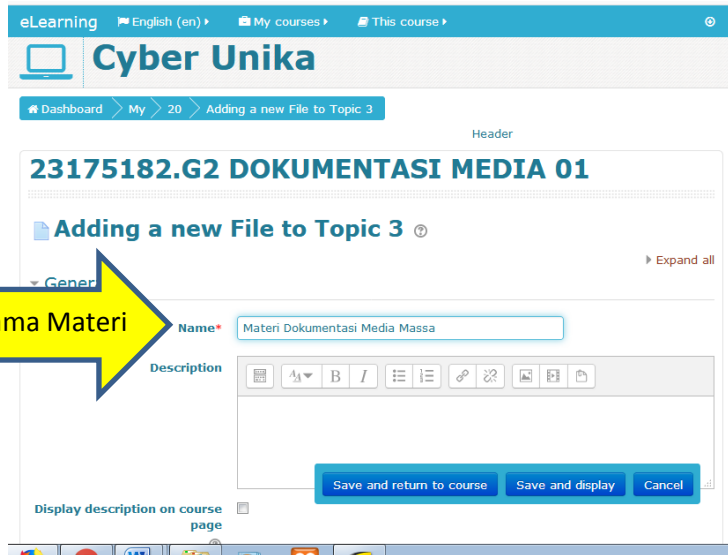 eLearning English (en) My courses This course
Cyber Unika
Dashboard My 20 Adding a new File to Topic 3
Header
23175182.G2 DOKUMENTASI MEDIA 01
Adding a new File to Topic 3
Expand all
Materi
Name* Materi Dokumentasi Media Massa
Description
B I
Save and return to course Save and display Cancel
Display description on course
page